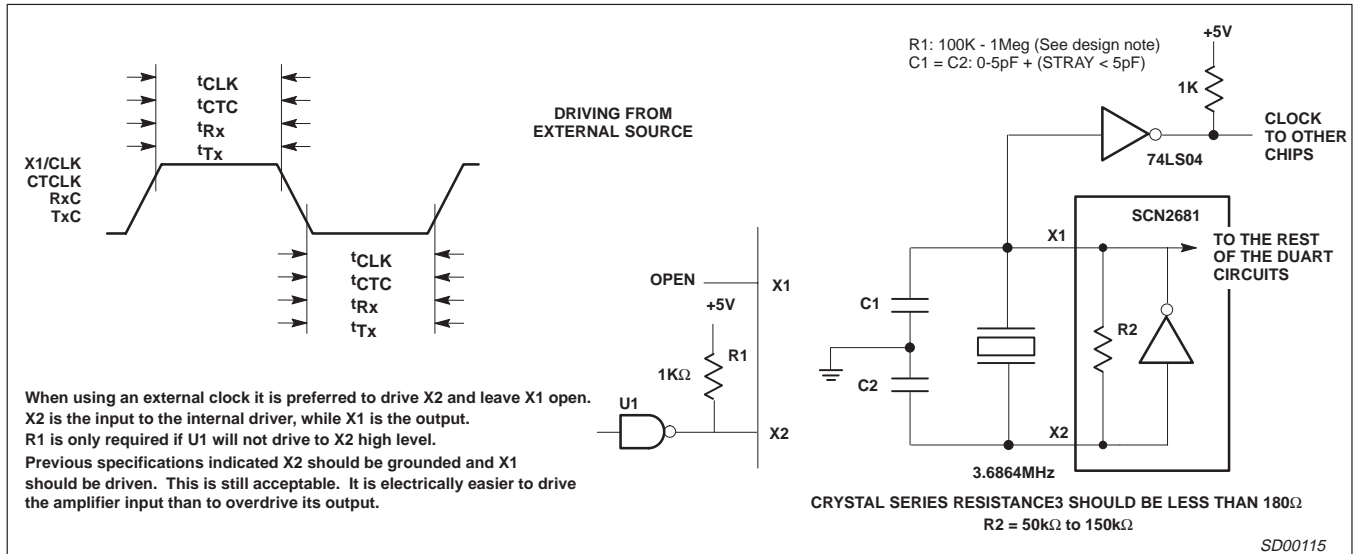 R1: 100K - 1Meg (See design note)
C1 = C2: 0-5pF + (STRAY < 5pF)
+5V
1K
tCLK
tCTC
tRx
tTx
DRIVING FROM
EXTERNAL SOURCE
CLOCK
TO OTHER
CHIPS
74LS04
X1/CLK
CTCLK
RxC
TxC
SCN2681
X1
TO THE REST
OF THE DUART
CIRCUITS
tCLK
tCTC
tRx
tTx
OPEN
X1
+5V
C1
R2
R1
1KΩ
C2
When using an external clock it is preferred to drive X2 and leave X1 open.
X2 is the input to the internal driver, while X1 is the output.
R1 is only required if U1 will not drive to X2 high level.
Previous specifications indicated X2 should be grounded and X1
should be driven. This is still acceptable. It is electrically easier to drive
the amplifier input than to overdrive its output.
U1
X2
X2
3.6864MHz
CRYSTAL SERIES RESISTANCE3 SHOULD BE LESS THAN 180Ω
R2 = 50kΩ to 150kΩ
SD00115